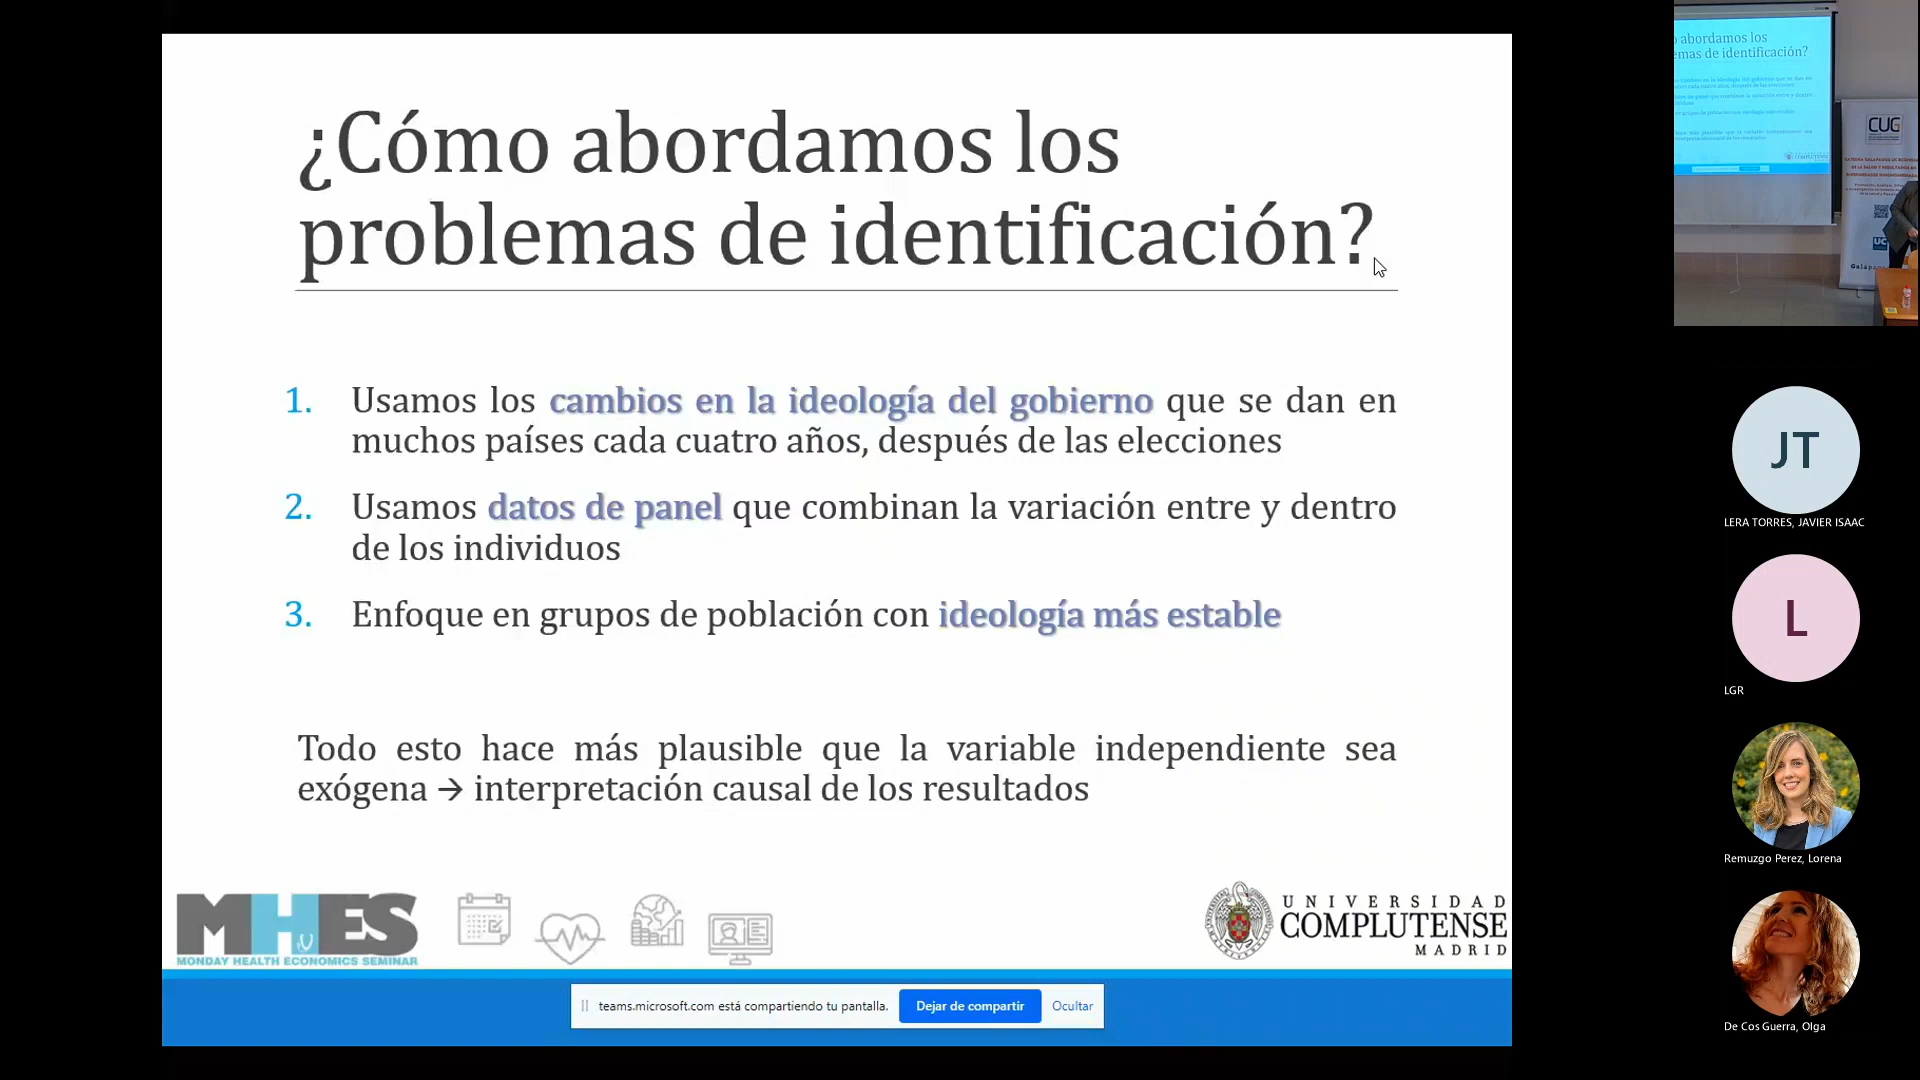 ¿Cómo abordamos los
problemas de identificación?
1. Usamos los cambios en la ideología del gobierno que se dan en
muchos países cada cuatro años, después de las elecciones
2. Usamos datos de panel que combinan la variación entre y dentro
de los individuos
3. Enfoque en grupos de población con ideología más estable
Todo esto hace más plausible que la variable independiente sea
exógena → interpretación causal de los resultados
MHES
MONDAY HEALTH ECONOMICS SEMINAR
UNIVERSIDAD
COMPLUTENSE
MADRID
teams.microsoft.com está compartiendo tu pantalla.
Dejar de compartir
Ocultar
abordamos los
emas de identificación?
CUG
JT
LERA TORRES, JAVIER ISAAC
L
LGR
Remuzgo Perez, Lorena
De Cos Guerra, Olga